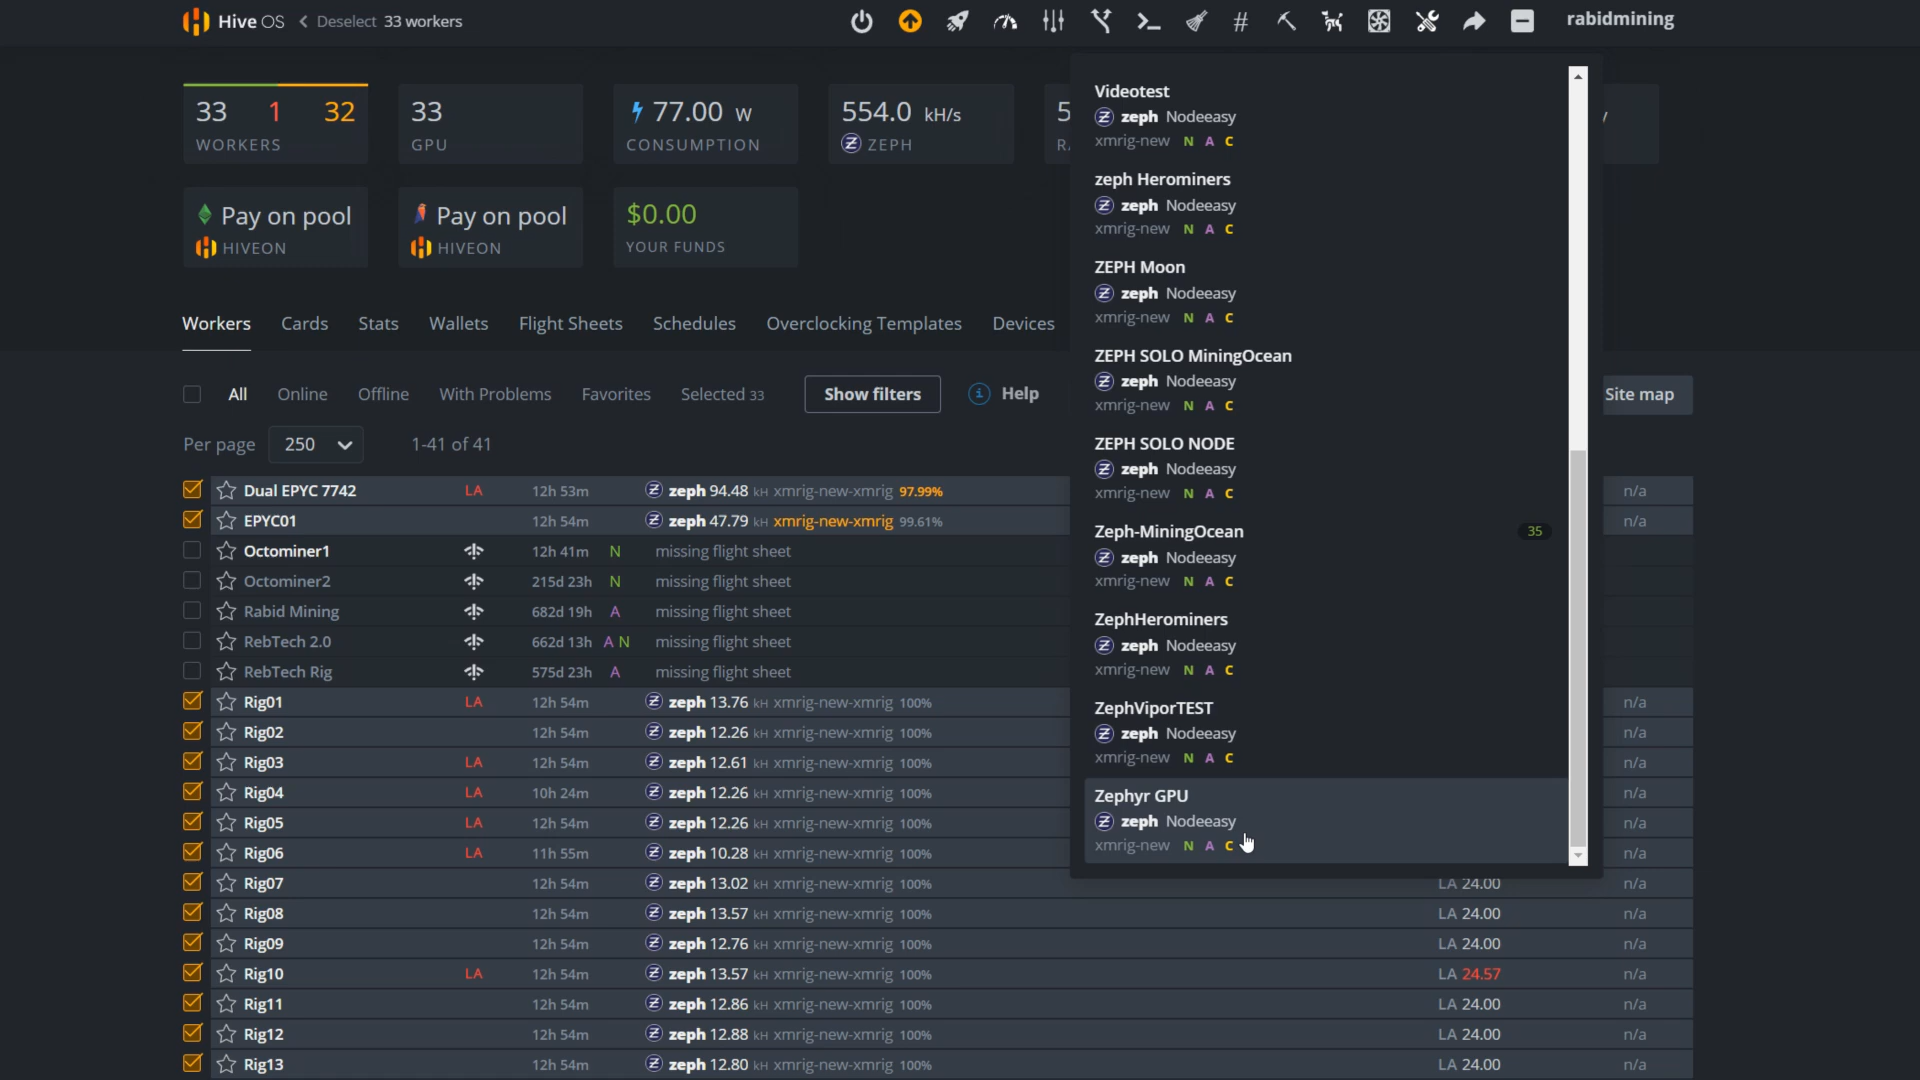 Hive OS Deselect 33 workers rabidmining
33 1 32
WORKERS
33
GPU
77.00 W
CONSUMPTION
554.0 kH/s
ZEPH
Pay on pool
HIVEON
Pay on pool
HIVEON
$0.00
YOUR FUNDS
Workers Cards Stats Wallets Flight Sheets Schedules Overclocking Templates Devices
All Online Offline With Problems Favorites Selected 33 Show filters Help Site map
Per page 250 1-41 of 41
Dual EPYC 7742 LA 12h 53m zeph 94.48 kH xmrig-new-xmrig 97.99% n/a
EPYC01 12h 54m zeph 47.79 kH xmrig-new-xmrig 99.61% n/a
Octominer1 12h 41m N missing flight sheet
Octominer2 215d 23h N missing flight sheet
Rabid Mining 682d 19h A missing flight sheet
RebTech 2.0 662d 13h A N missing flight sheet
RebTech Rig 575d 23h A missing flight sheet
Rig01 LA 12h 54m zeph 13.76 kH xmrig-new-xmrig 100% n/a
Rig02 12h 54m zeph 12.26 kH xmrig-new-xmrig 100% n/a
Rig03 LA 12h 54m zeph 12.61 kH xmrig-new-xmrig 100% n/a
Rig04 LA 10h 24m zeph 12.26 kH xmrig-new-xmrig 100% n/a
Rig05 LA 12h 54m zeph 12.26 kH xmrig-new-xmrig 100% n/a
Rig06 LA 11h 55m zeph 10.28 kH xmrig-new-xmrig 100% n/a
Rig07 12h 54m zeph 13.02 kH xmrig-new-xmrig 100% LA 24.00 n/a
Rig08 12h 54m zeph 13.57 kH xmrig-new-xmrig 100% LA 24.00 n/a
Rig09 12h 54m zeph 12.76 kH xmrig-new-xmrig 100% LA 24.00 n/a
Rig10 LA 12h 54m zeph 13.57 kH xmrig-new-xmrig 100% LA 24.57 n/a
Rig11 12h 54m zeph 12.86 kH xmrig-new-xmrig 100% LA 24.00 n/a
Rig12 12h 54m zeph 12.88 kH xmrig-new-xmrig 100% LA 24.00 n/a
Rig13 12h 54m zeph 12.80 kH xmrig-new-xmrig 100% LA 24.00 n/a
Videotest
zeph Nodeeasy
xmrig-new N A C
zeph Herominers
zeph Nodeeasy
xmrig-new N A C
ZEPH Moon
zeph Nodeeasy
xmrig-new N A C
ZEPH SOLO MiningOcean
zeph Nodeeasy
xmrig-new N A C
ZEPH SOLO NODE
zeph Nodeeasy
xmrig-new N A C
Zeph-MiningOcean 35
zeph Nodeeasy
xmrig-new N A C
ZephHerominers
zeph Nodeeasy
xmrig-new N A C
ZephViporTEST
zeph Nodeeasy
xmrig-new N A C
Zephyr GPU
zeph Nodeeasy
xmrig-new N A C